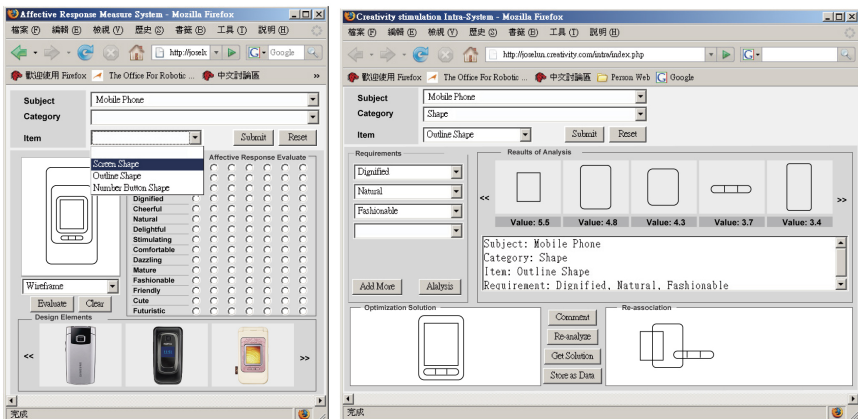 Affective Response Measure System - Mozilla Firefox
檔案(F) 編輯(E) 檢視(V) 歷史(S) 書籤(B) 工具(T) 說明(H)
http://joselu
Google
歡迎使用 Firefox The Office For Robotic ... 中文討論區 »
Subject Mobile Phone
Category
Item Submit Reset
Screen Shape
Outline Shape
Number Button Shape
Affective Response Evaluate
Dignified
Cheerful
Natural
Delightful
Stimulating
Comfortable
Dazzling
Mature
Fashionable
Friendly
Cute
Futuristic
Wireframe
Evaluate Clear
Design Elements
<< >>
完成
Creativity stimulation Intra-System - Mozilla Firefox
檔案(F) 編輯(E) 檢視(V) 歷史(S) 書籤(B) 工具(T) 說明(H)
http://joselun.creativity.com/intra/index.php
歡迎使用 Firefox The Office For Robotic ... 中文討論區 Person Web Google
Subject Mobile Phone
Category Shape
Item Outline Shape Submit Reset
Requirements
Dignified
Natural
Fashionable
Add More Alalysis
Results of Analysis
<< >>
Value: 5.5 Value: 4.8 Value: 4.3 Value: 3.7 Value: 3.4
Subject: Mobile Phone
Category: Shape
Item: Outline Shape
Requirement: Dignified, Natural, Fashionable
Optimization Solution
Comment
Re-analyze
Get Solution
Store as Data
Re-association
完成